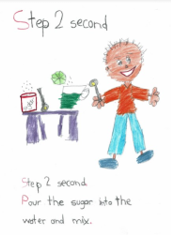 Step 2 second
Step 2 second
Pour the sugar into the
water and mix.